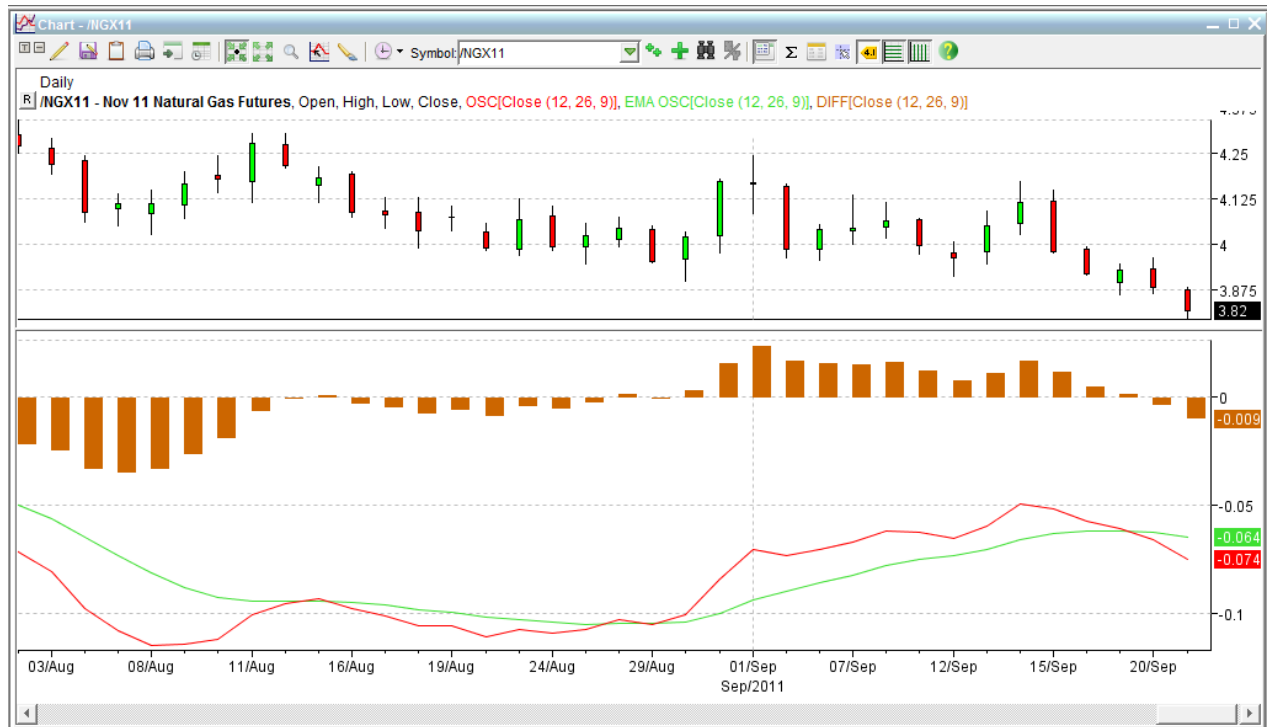 Chart - /NGX11
Symbol: /NGX11
Daily
R /NGX11 - Nov 11 Natural Gas Futures, Open, High, Low, Close, OSC[Close (12, 26, 9)], EMA OSC[Close (12, 26, 9)], DIFF[Close (12, 26, 9)]
4.375
4.25
4.125
4
3.875
3.82
0
-0.009
-0.05
-0.064
-0.074
-0.1
03/Aug 08/Aug 11/Aug 16/Aug 19/Aug 24/Aug 29/Aug 01/Sep 07/Sep 12/Sep 15/Sep 20/Sep
Sep/2011